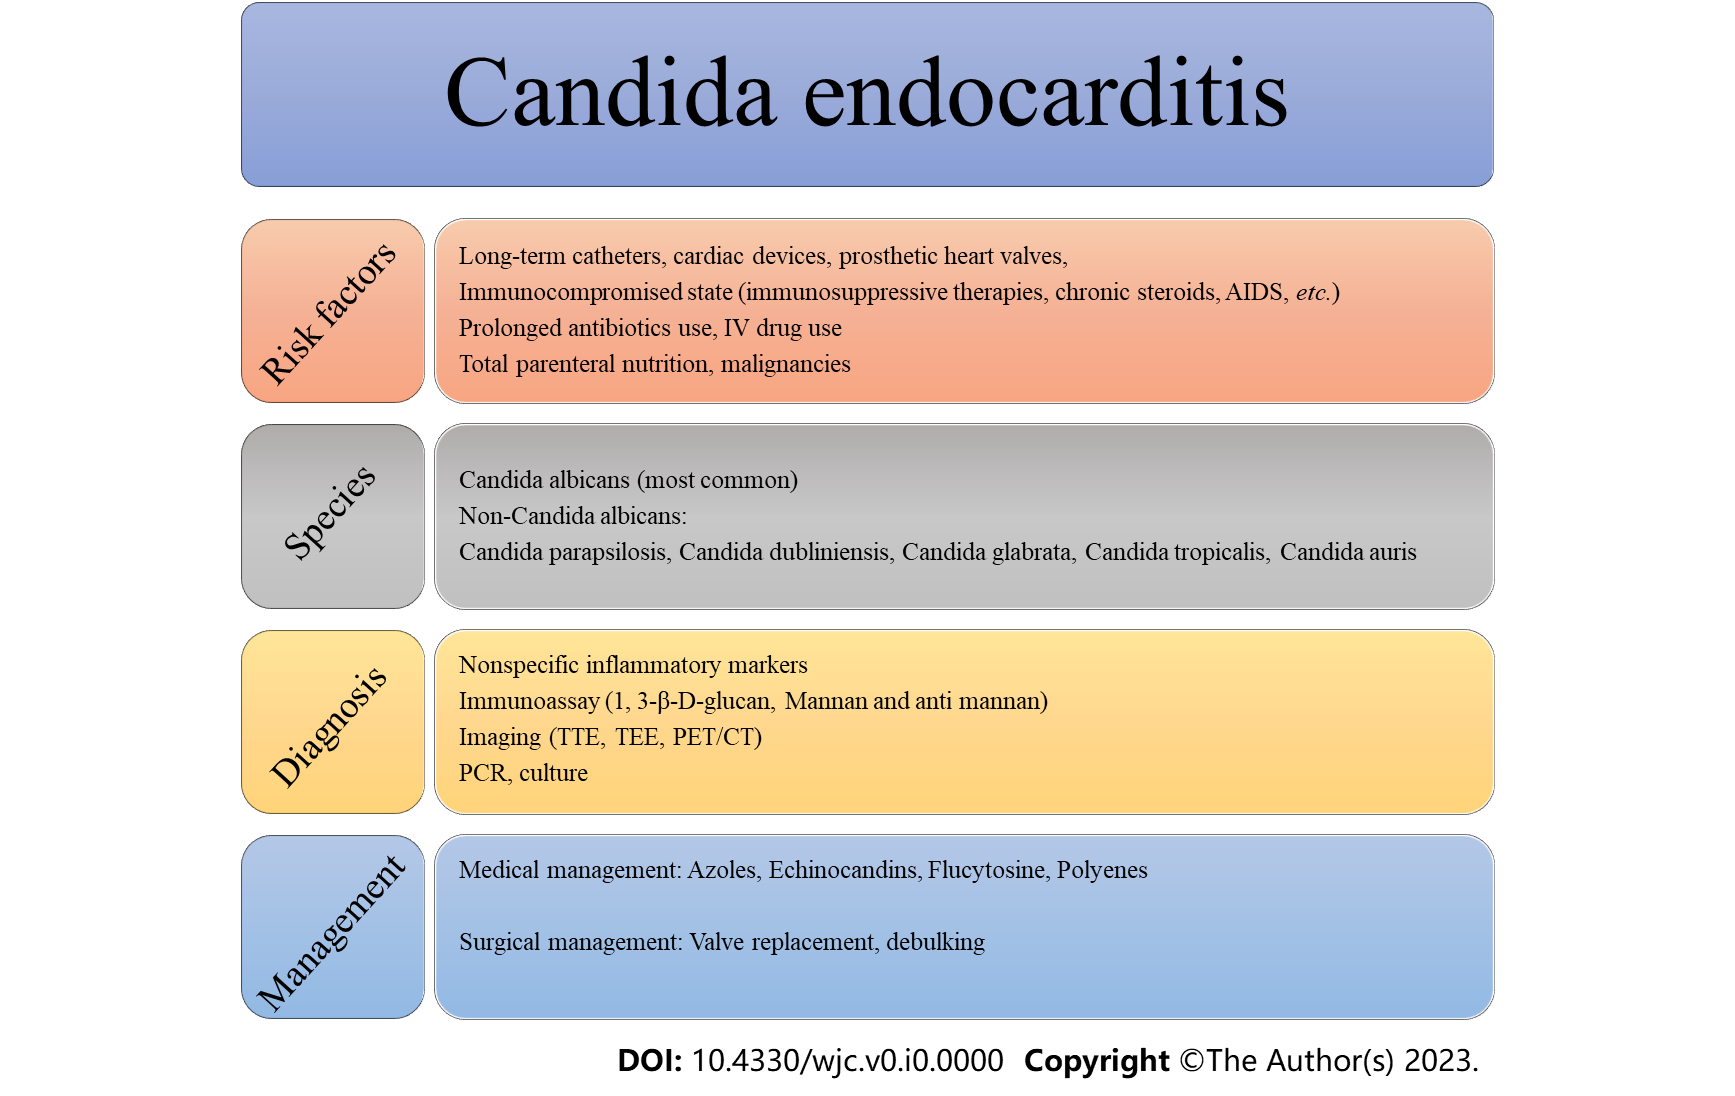 Candida endocarditis
Risk factors
Long-term catheters, cardiac devices, prosthetic heart valves,
Immunocompromised state (immunosuppressive therapies, chronic steroids, AIDS, etc.)
Prolonged antibiotics use, IV drug use
Total parenteral nutrition, malignancies
Species
Candida albicans (most common)
Non-Candida albicans:
Candida parapsilosis, Candida dubliniensis, Candida glabrata, Candida tropicalis, Candida auris
Diagnosis
Nonspecific inflammatory markers
Immunoassay (1, 3-β-D-glucan, Mannan and anti mannan)
Imaging (TTE, TEE, PET/CT)
PCR, culture
Management
Medical management: Azoles, Echinocandins, Flucytosine, Polyenes
Surgical management: Valve replacement, debulking
DOI: 10.4330/wjc.v0.i0.0000 Copyright ©The Author(s) 2023.